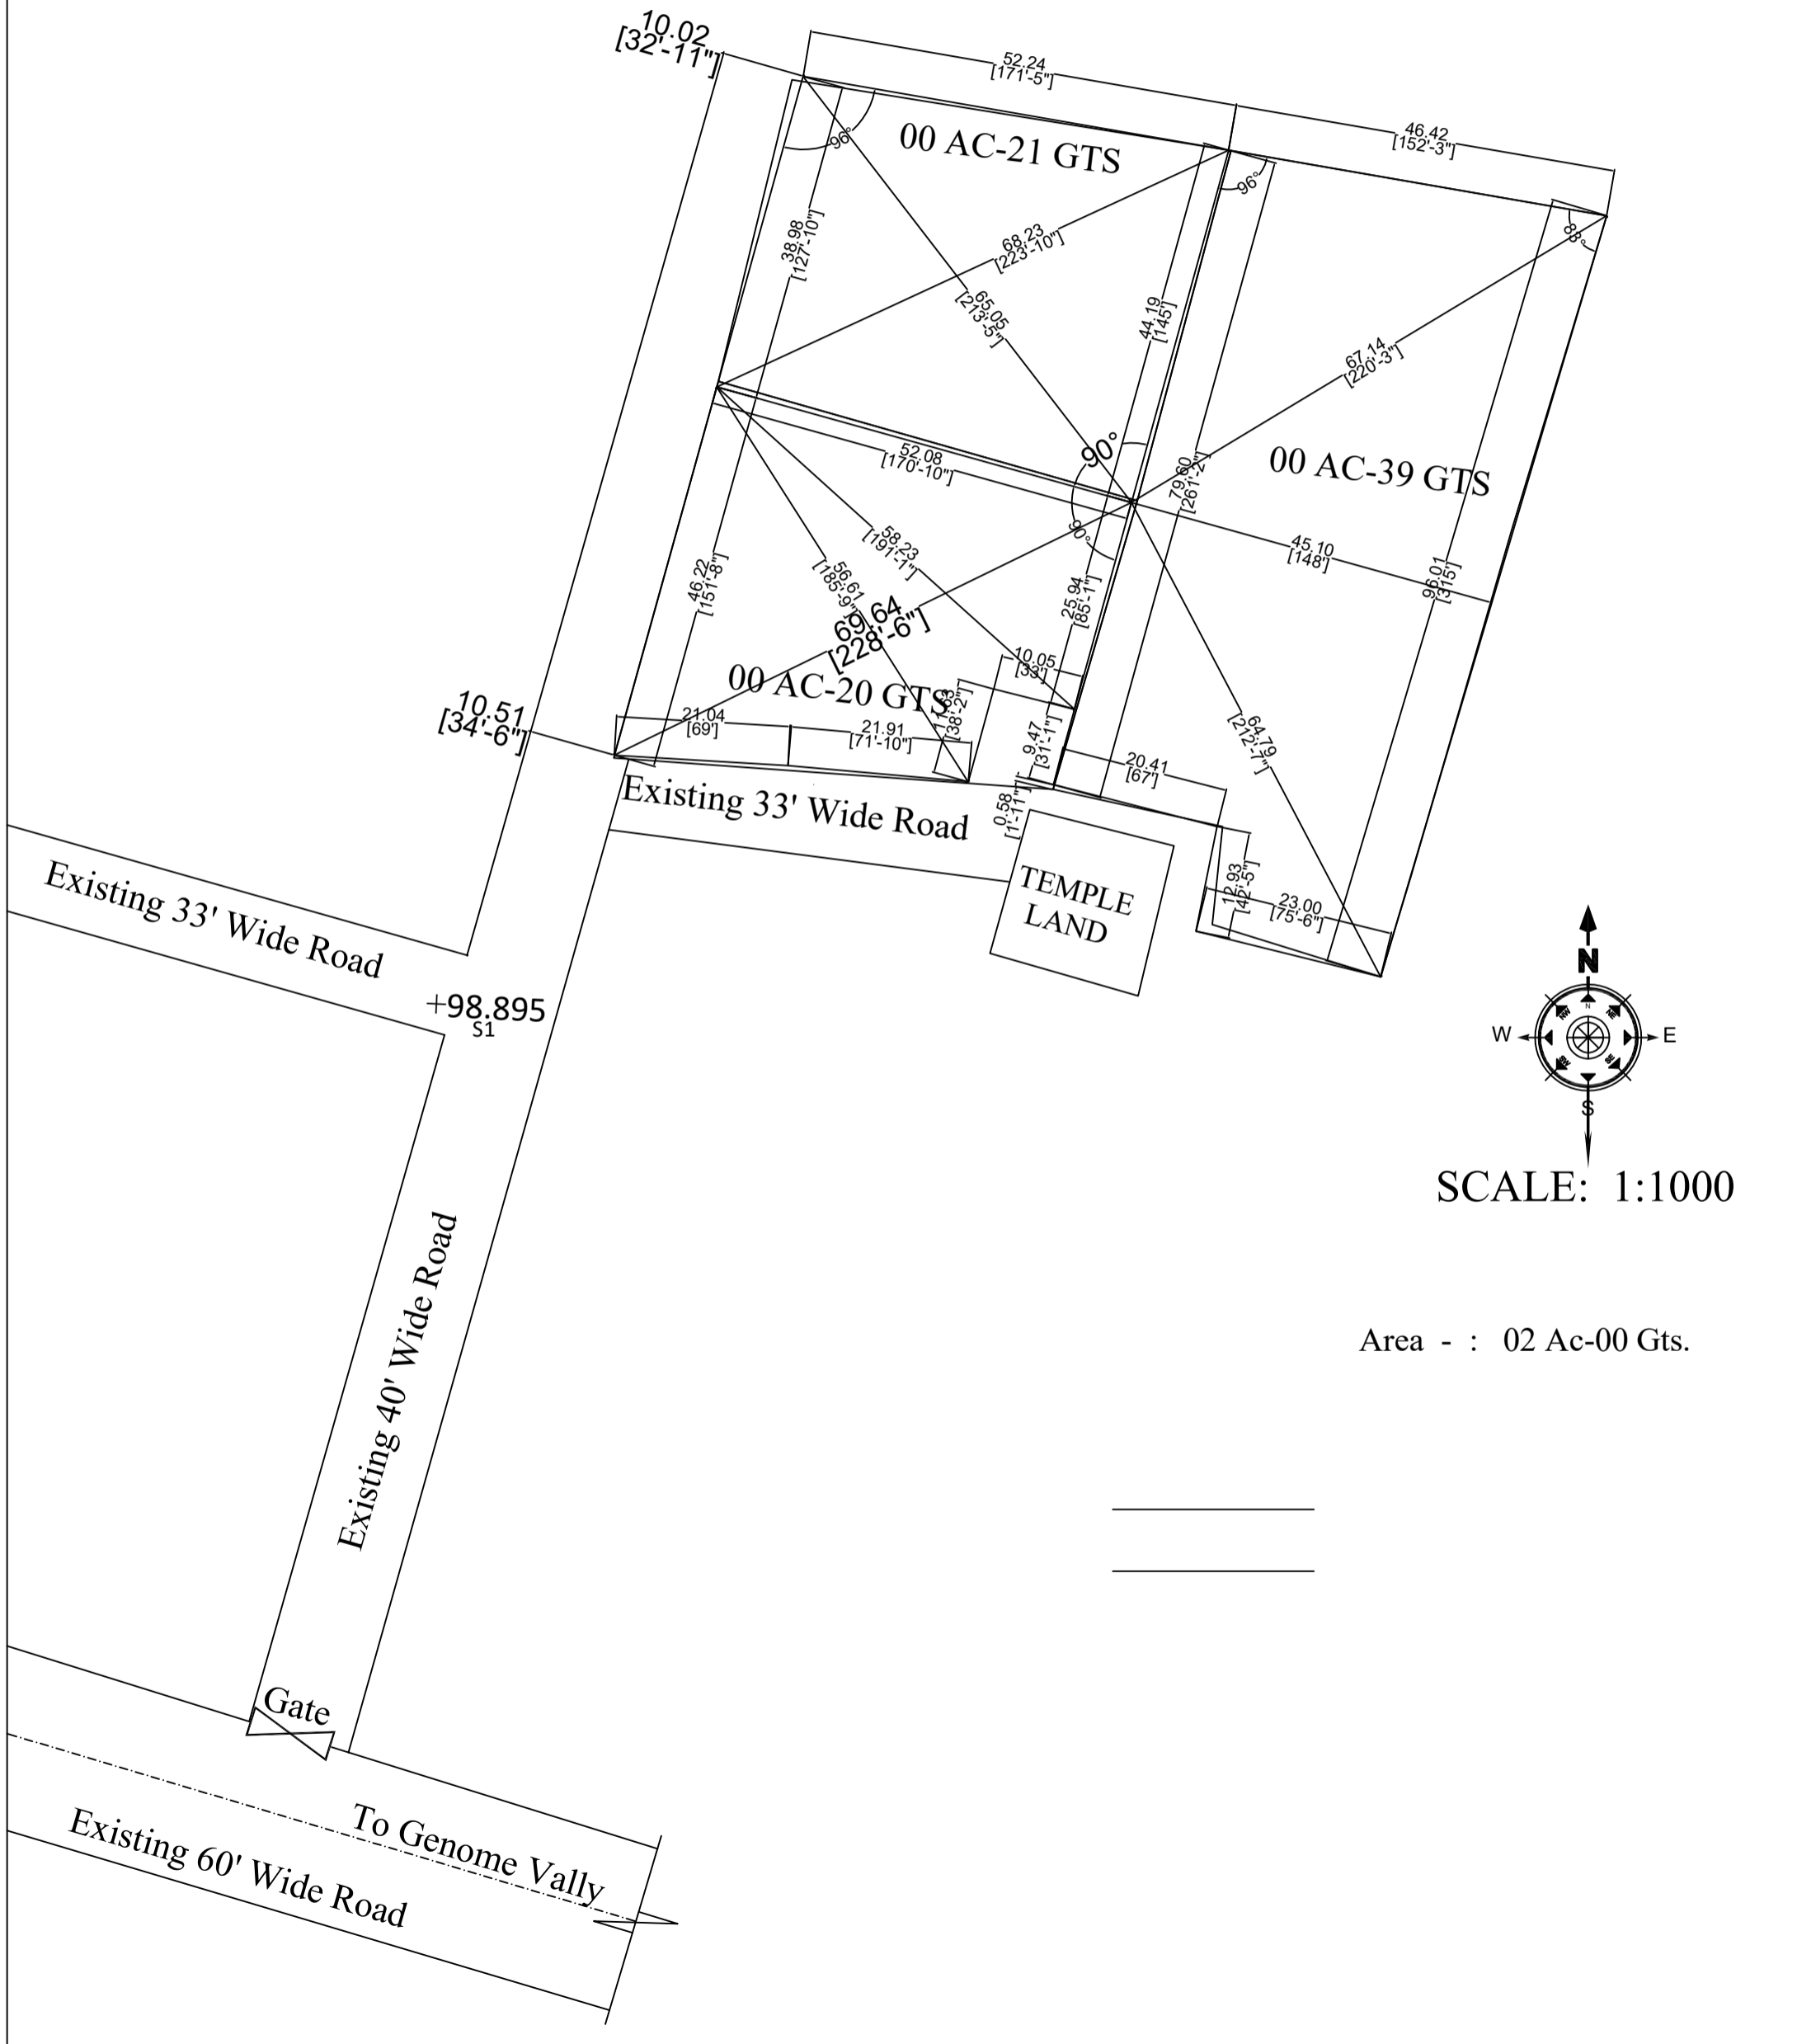 10.02
[32'-11"]
52.24
[171'-5"]
46.42
[152'-3"]
00 AC-21 GTS
96°
96°
88°
38.98
[127'-10"]
68.23
[223'-10"]
65.05
[213'-5"]
44.19
[145']
67.14
[220'-3"]
90°
52.08
[170'-10"]
79.60
[261'-2"]
00 AC-39 GTS
90°
58.23
[191'-1"]
45.10
[148']
46.22
[151'-8"]
56.61
[185'-9"]
25.94
[85'-1"]
96.01
[315']
69.64
[228'-6"]
10.05
[33']
00 AC-20 GTS
[38'-2"]
10.51
[34'-6"]
21.04
[69']
21.91
[71'-10"]
9.47
[31'-1"]
20.41
[67']
64.79
[212'-7"]
Existing 33' Wide Road
0.58
[1'-11"]
Existing 33' Wide Road
TEMPLE
LAND
12.93
[42'-5"]
23.00
[75'-6"]
+98.895
S1
N
N
NW
NE
W
E
SW
SE
S
SCALE: 1:1000
Existing 40' Wide Road
Area - : 02 Ac-00 Gts.
Gate
To Genome Vally
Existing 60' Wide Road